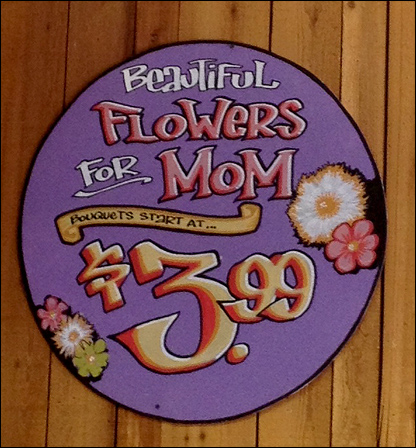 Beautiful
Flowers
for Mom
Bouquets start at...
$3.99